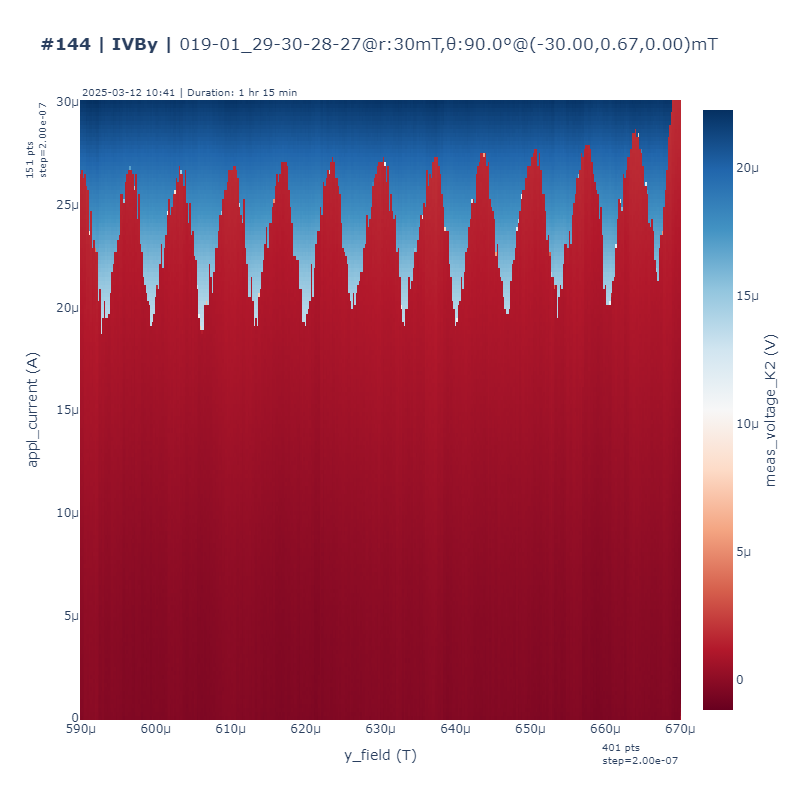 #144 | IVBy | 019-01_29-30-28-27@r:30mT,θ:90.0°@(-30.00,0.67,0.00)mT
2025-03-12 10:41 | Duration: 1 hr 15 min
151 pts
step=2.00e-07
appl_current (A)
30μ
25μ
20μ
15μ
10μ
5μ
0
590μ 600μ 610μ 620μ 630μ 640μ 650μ 660μ 670μ
y_field (T)
401 pts
step=2.00e-07
20μ
15μ
10μ
5μ
0
meas_voltage_K2 (V)